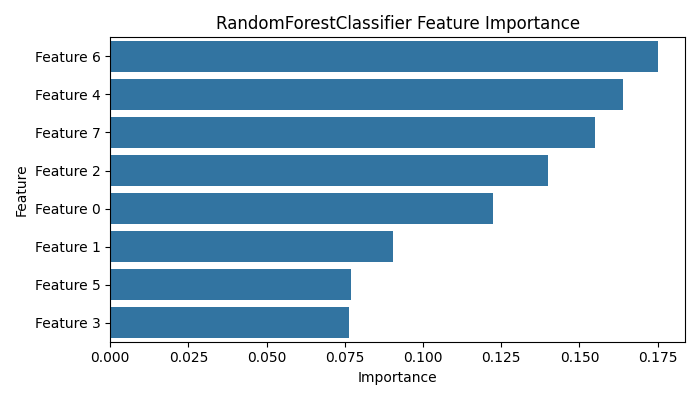 RandomForestClassifier Feature Importance
Feature
Feature 6
Feature 4
Feature 7
Feature 2
Feature 0
Feature 1
Feature 5
Feature 3
0.000 0.025 0.050 0.075 0.100 0.125 0.150 0.175
Importance